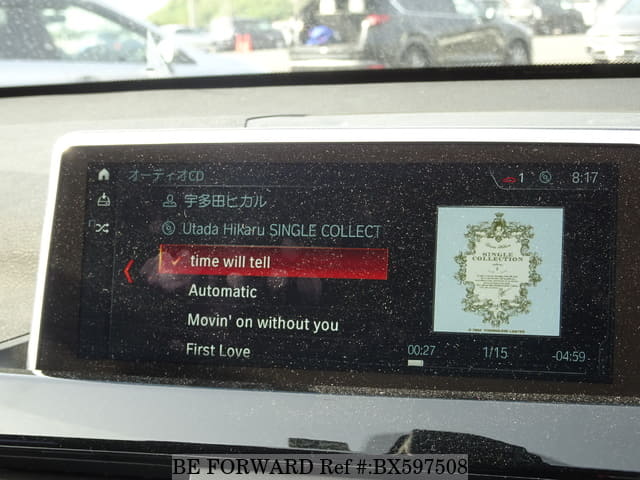 オーディオCD
1
8:17
宇多田ヒカル
Utada Hikaru SINGLE COLLECT
time will tell
Automatic
Movin' on without you
First Love
SINGLE
COLLECTION
00:27
1/15
-04:59
BE FORWARD Ref #:BX597508